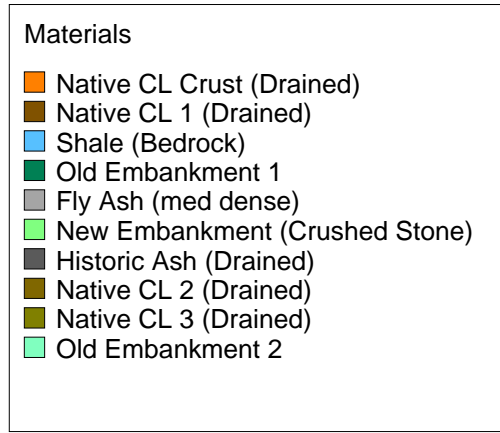 Materials
Native CL Crust (Drained)
Native CL 1 (Drained)
Shale (Bedrock)
Old Embankment 1
Fly Ash (med dense)
New Embankment (Crushed Stone)
Historic Ash (Drained)
Native CL 2 (Drained)
Native CL 3 (Drained)
Old Embankment 2